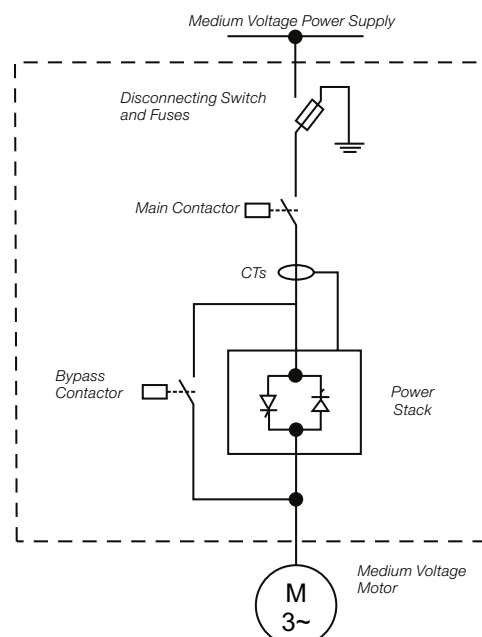 Medium Voltage Power Supply
Disconnecting Switch
and Fuses
Main Contactor
CTs
Bypass
Contactor
Power
Stack
Medium Voltage
Motor
M
3~